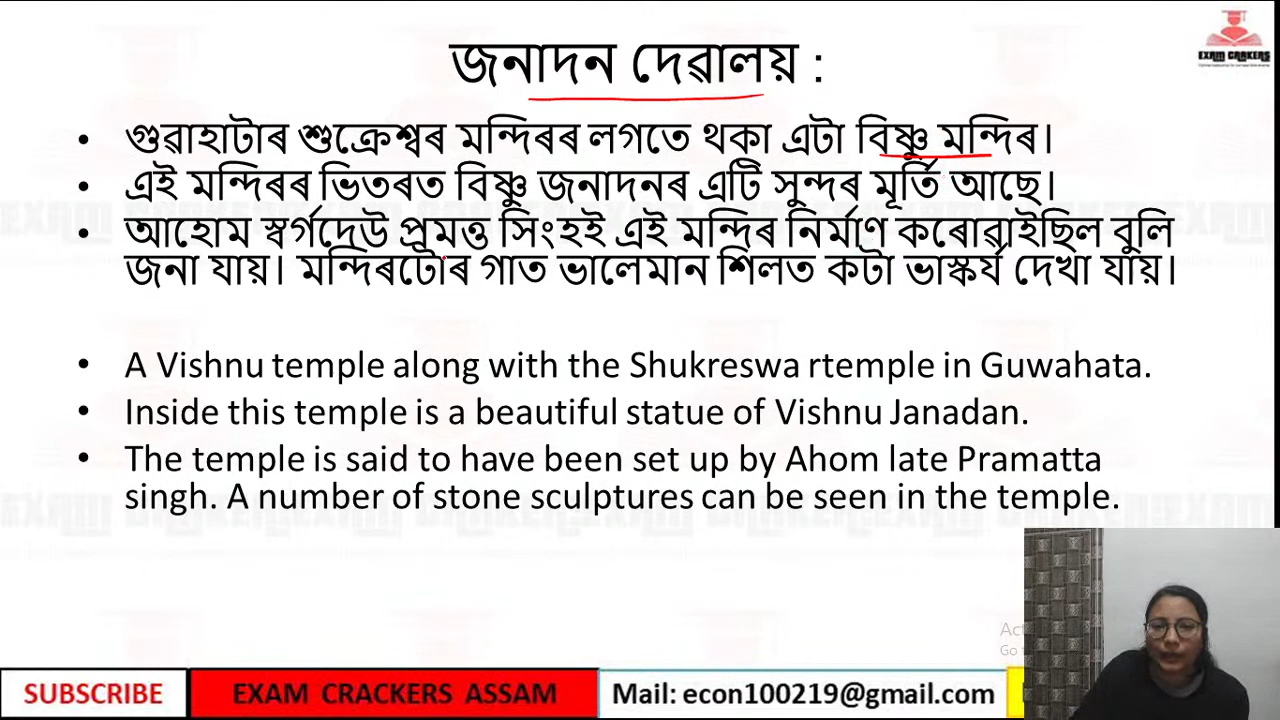 EXAM CRAKERS
জনাদন দেৱালয় :
• গুৱাহাটাৰ শুক্ৰেশ্বৰ মন্দিৰৰ লগতে থকা এটা বিষ্ণু মন্দিৰ।
• এই মন্দিৰৰ ভিতৰত বিষ্ণু জনাদনৰ এটি সুন্দৰ মূৰ্তি আছে।
• আহোম স্বৰ্গদেউ প্ৰমত্ত সিংহই এই মন্দিৰ নিৰ্মাণ কৰোৱাইছিল বুলি
জনা যায়। মন্দিৰটোৰ গাত ভালেমান শিলত কটা ভাস্কৰ্য দেখা যায়।
• A Vishnu temple along with the Shukreswa rtemple in Guwahata.
• Inside this temple is a beautiful statue of Vishnu Janadan.
• The temple is said to have been set up by Ahom late Pramatta
singh. A number of stone sculptures can be seen in the temple.
SUBSCRIBE EXAM CRACKERS ASSAM Mail: econ100219@gmail.com